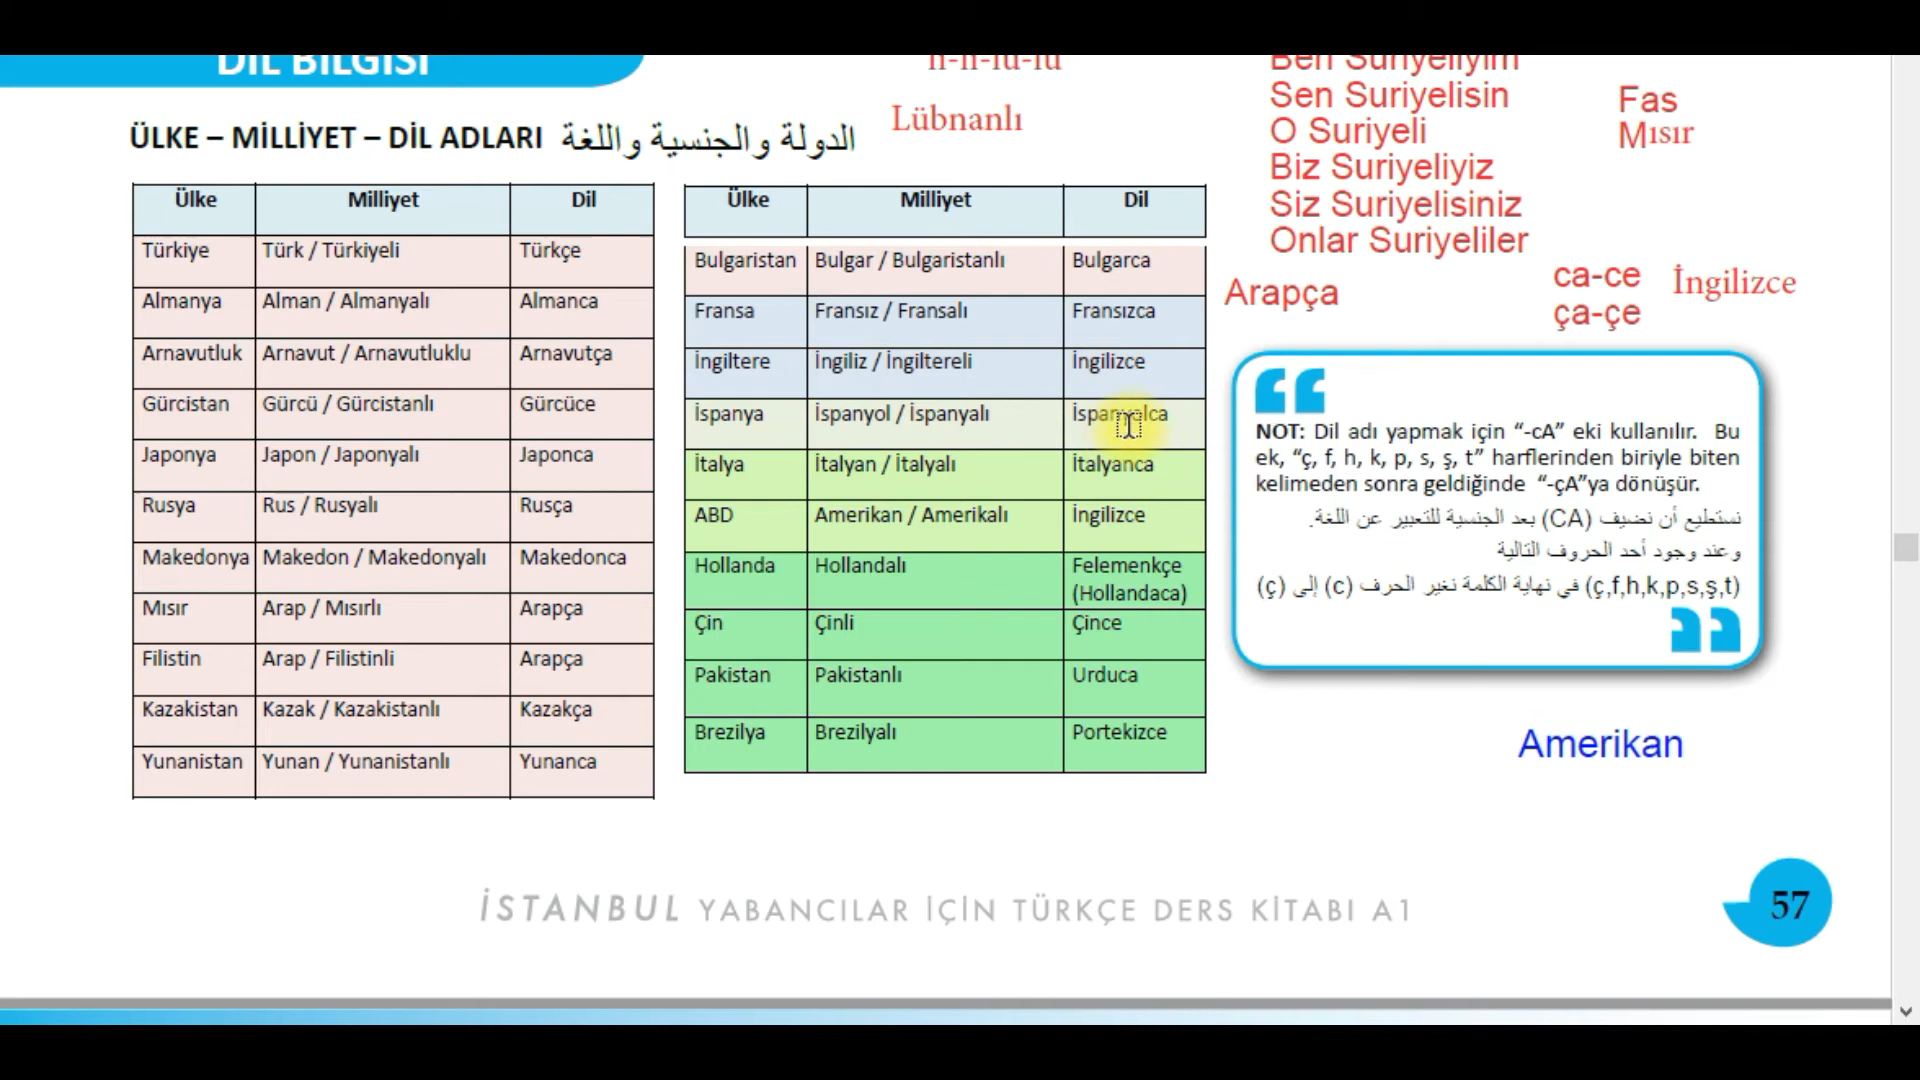 DİL BİLGİSİ
ÜLKE – MİLLİYET – DİL ADLARI الدولة والجنسية واللغة
Lübnanlı
Ben Suriyeliyim
Sen Suriyelisin
O Suriyeli
Biz Suriyeliyiz
Siz Suriyelisiniz
Onlar Suriyeliler
Fas
Mısır
Arapça
ca-ce
ça-çe
İngilizce
Ülke Milliyet Dil
Türkiye Türk / Türkiyeli Türkçe
Almanya Alman / Almanyalı Almanca
Arnavutluk Arnavut / Arnavutluklu Arnavutça
Gürcistan Gürcü / Gürcistanlı Gürcüce
Japonya Japon / Japonyalı Japonca
Rusya Rus / Rusyalı Rusça
Makedonya Makedon / Makedonyalı Makedonca
Mısır Arap / Mısırlı Arapça
Filistin Arap / Filistinli Arapça
Kazakistan Kazak / Kazakistanlı Kazakça
Yunanistan Yunan / Yunanistanlı Yunanca
Ülke Milliyet Dil
Bulgaristan Bulgar / Bulgaristanlı Bulgarca
Fransa Fransız / Fransalı Fransızca
İngiltere İngiliz / İngiltereli İngilizce
İspanya İspanyol / İspanyalı İspanyolca
İtalya İtalyan / İtalyalı İtalyanca
ABD Amerikan / Amerikalı İngilizce
Hollanda Hollandalı Felemenkçe
(Hollandaca)
Çin Çinli Çince
Pakistan Pakistanlı Urduca
Brezilya Brezilyalı Portekizce
NOT: Dil adı yapmak için “-cA” eki kullanılır. Bu
ek, “ç, f, h, k, p, s, ş, t” harflerinden biriyle biten
kelimeden sonra geldiğinde “-çA”ya dönüşür.
نستطيع أن نضيف (CA) بعد الجنسية للتعبير عن اللغة.
وعند وجود أحد الحروف التالية
(ç,f,h,k,p,s,ş,t) في نهاية الكلمة نغير الحرف (c) إلى (ç)
Amerikan
İSTANBUL YABANCILAR İÇİN TÜRKÇE DERS KİTABI A1
57